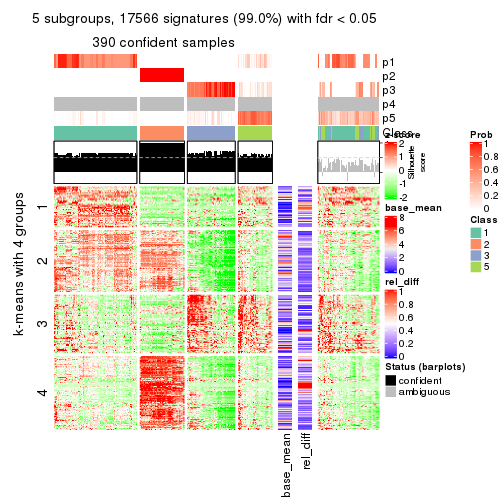 5 subgroups, 17566 signatures (99.0%) with fdr < 0.05
390 confident samples
p1
p2
p3
p4
p5
Class
k-means with 4 groups
1
2
3
4
Silhouette
score
base_mean
rel_diff
z-score
2
1
0
-1
-2
base_mean
8
6
4
2
0
rel_diff
1
0.8
0.6
0.4
0.2
0
Status (barplots)
confident
ambiguous
Prob
1
0.8
0.6
0.4
0.2
0
Class
1
2
3
5